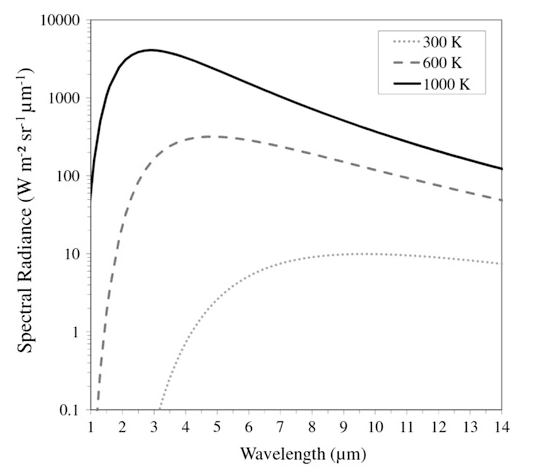 10000
1000
100
10
1
0.1
Spectral Radiance (W m-2 sr-1 µm-1)
300 K
600 K
1000 K
1 2 3 4 5 6 7 8 9 10 11 12 13 14
Wavelength (µm)